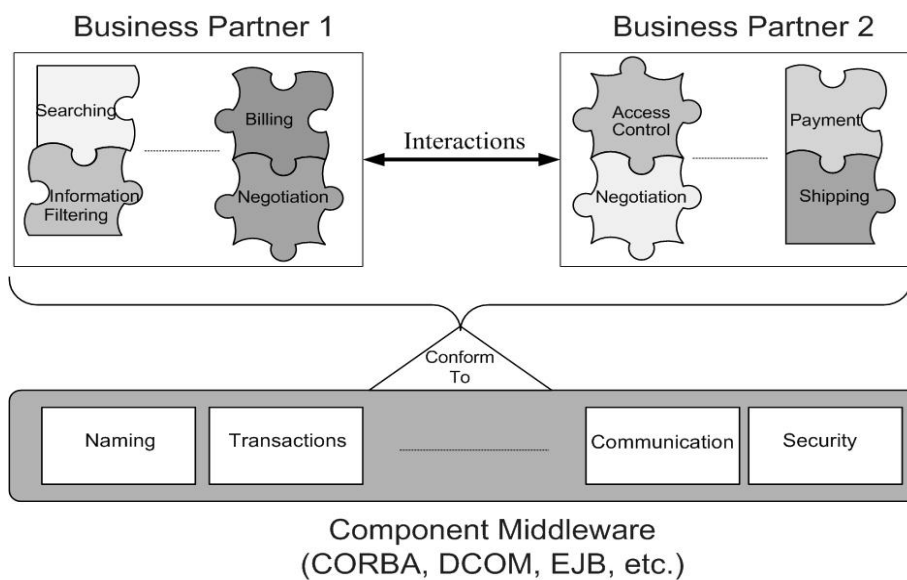 Business Partner 1
Business Partner 2
Searching
Billing
Information
Filtering
Negotiation
Interactions
Access
Control
Payment
Negotiation
Shipping
Conform
To
Naming
Transactions
Communication
Security
Component Middleware
(CORBA, DCOM, EJB, etc.)